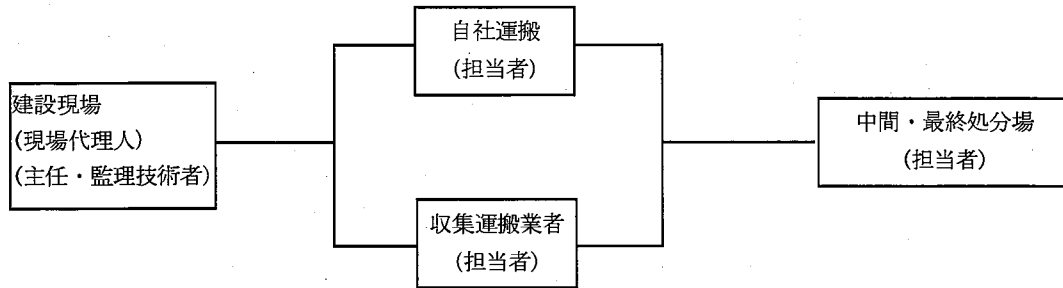 建設現場
(現場代理人)
(主任・監理技術者)
自社運搬
(担当者)
収集運搬業者
(担当者)
中間・最終処分場
(担当者)